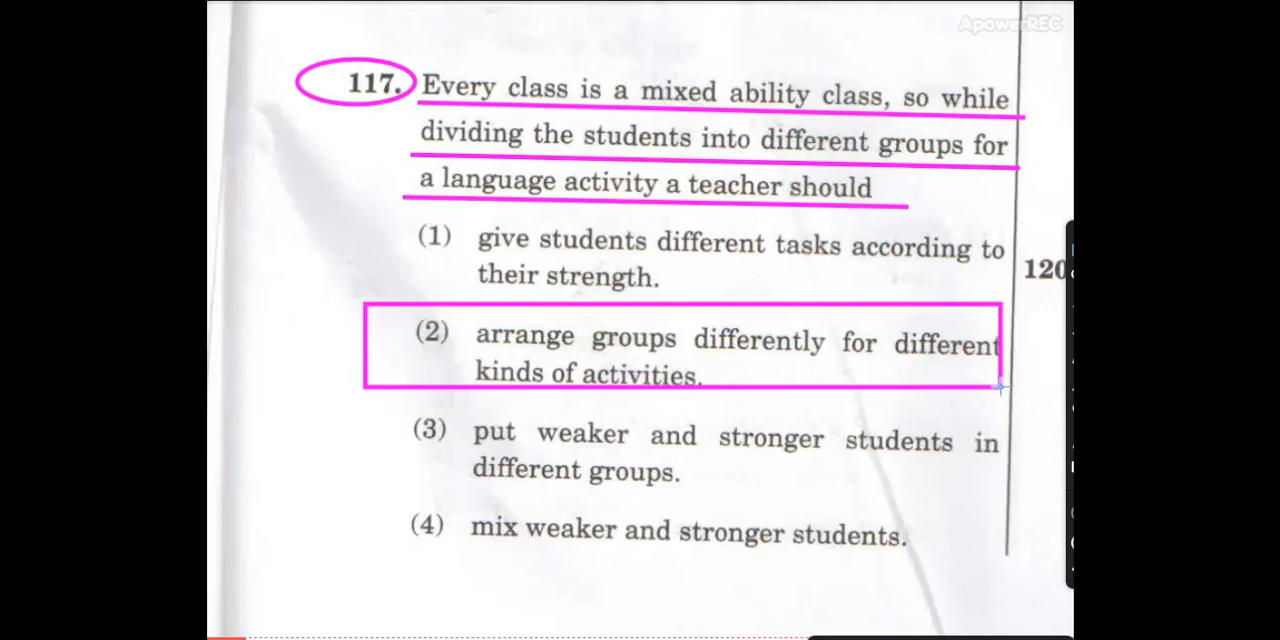 ApowerREC
117. Every class is a mixed ability class, so while
dividing the students into different groups for
a language activity a teacher should
(1) give students different tasks according to
their strength.
120
(2) arrange groups differently for different
kinds of activities.
(3) put weaker and stronger students in
different groups.
(4) mix weaker and stronger students.